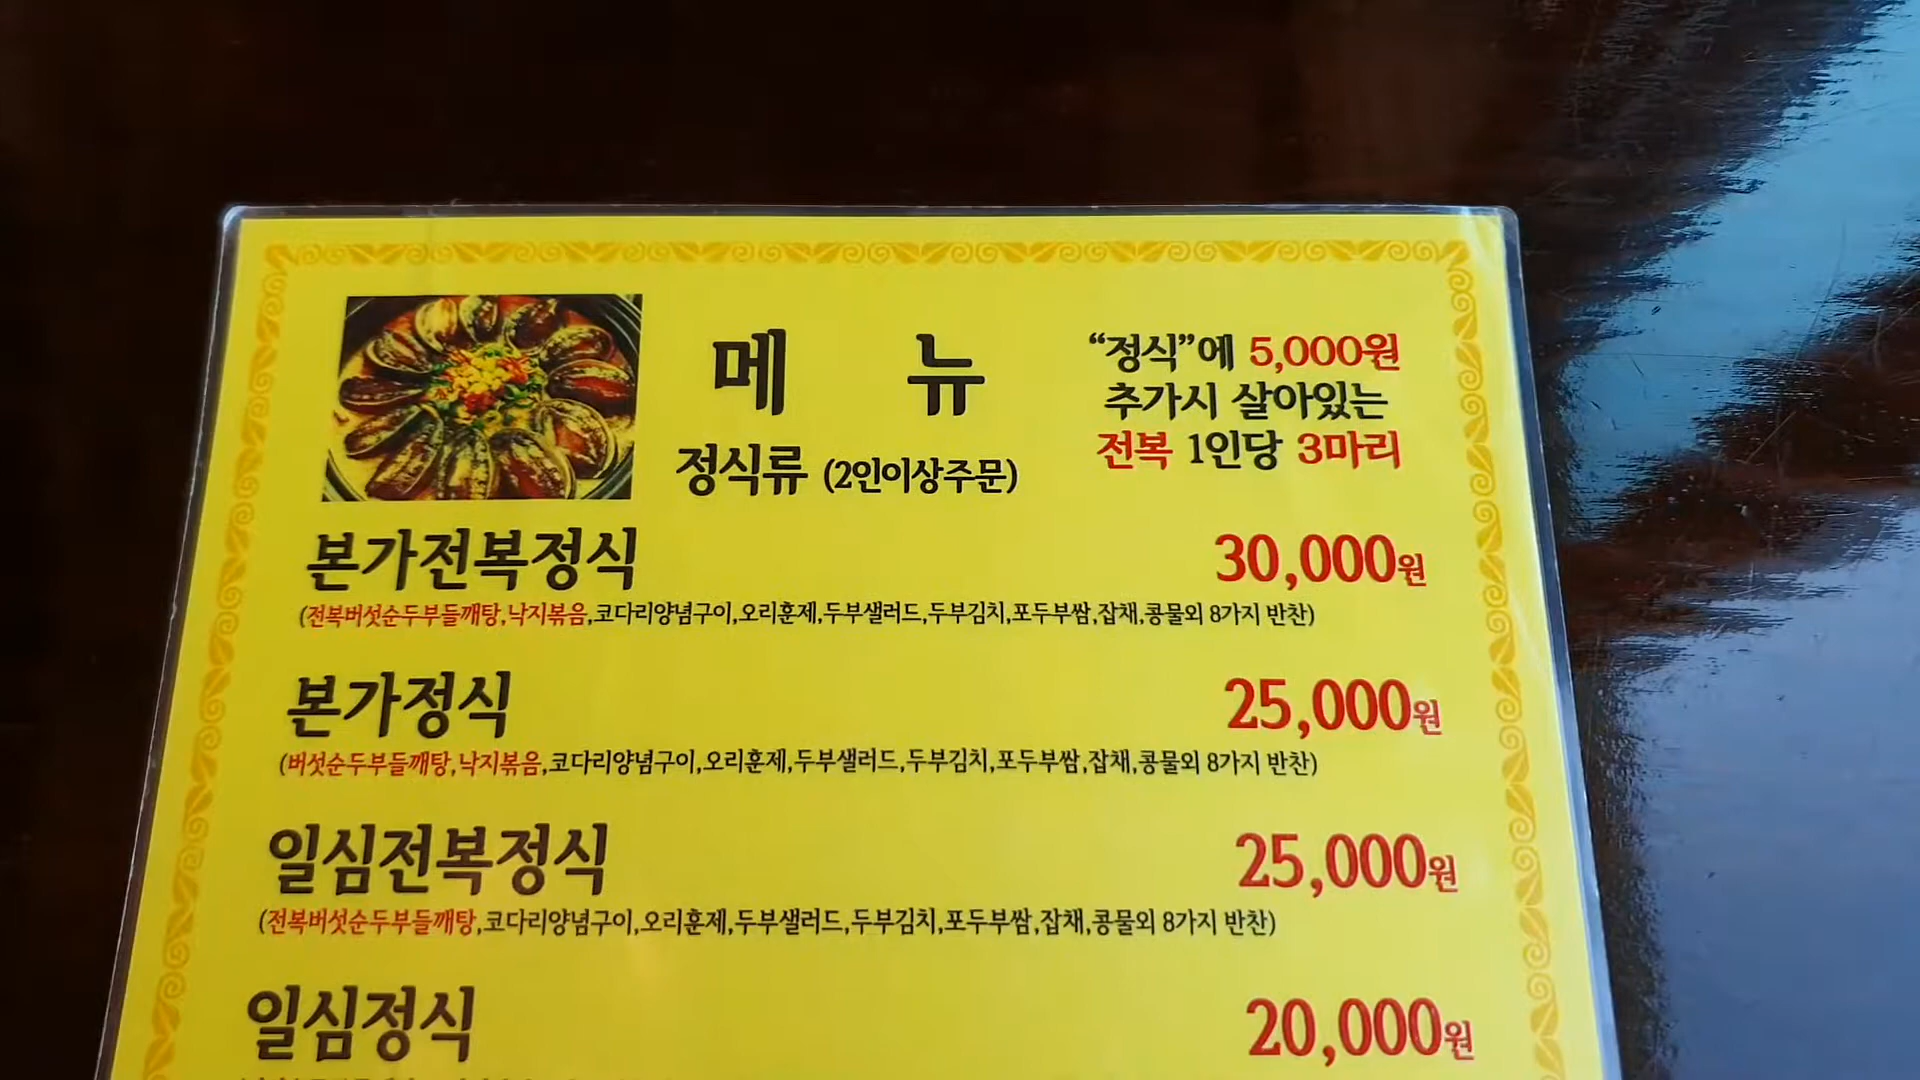 메 뉴
정식류 (2인이상주문)
“정식”에 5,000원
추가시 살아있는
전복 1인당 3마리
본가전복정식 30,000원
(전복버섯순두부들깨탕,낙지볶음,코다리양념구이,오리훈제,두부샐러드,두부김치,포두부쌈,잡채,콩물외 8가지 반찬)
본가정식 25,000원
(버섯순두부들깨탕,낙지볶음,코다리양념구이,오리훈제,두부샐러드,두부김치,포두부쌈,잡채,콩물외 8가지 반찬)
일심전복정식 25,000원
(전복버섯순두부들깨탕,코다리양념구이,오리훈제,두부샐러드,두부김치,포두부쌈,잡채,콩물외 8가지 반찬)
일심정식 20,000원